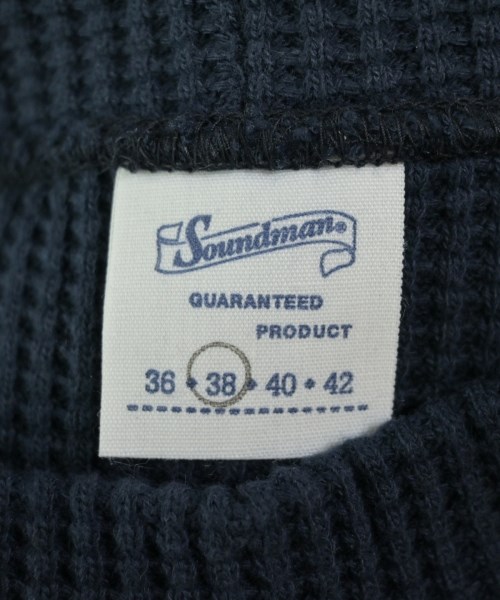 Soundman®
GUARANTEED
PRODUCT
36 • 38 • 40 • 42